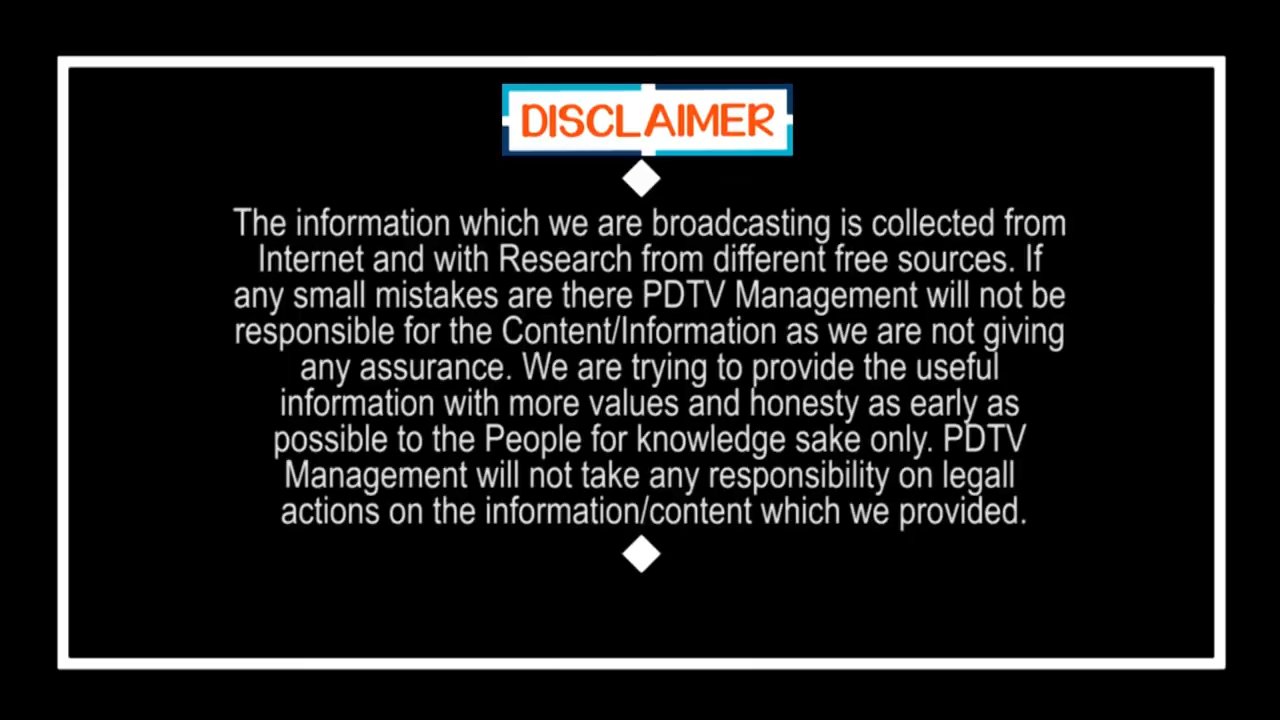 DISCLAIMER
The information which we are broadcasting is collected from
Internet and with Research from different free sources. If
any small mistakes are there PDTV Management will not be
responsible for the Content/Information as we are not giving
any assurance. We are trying to provide the useful
information with more values and honesty as early as
possible to the People for knowledge sake only. PDTV
Management will not take any responsibility on legall
actions on the information/content which we provided.